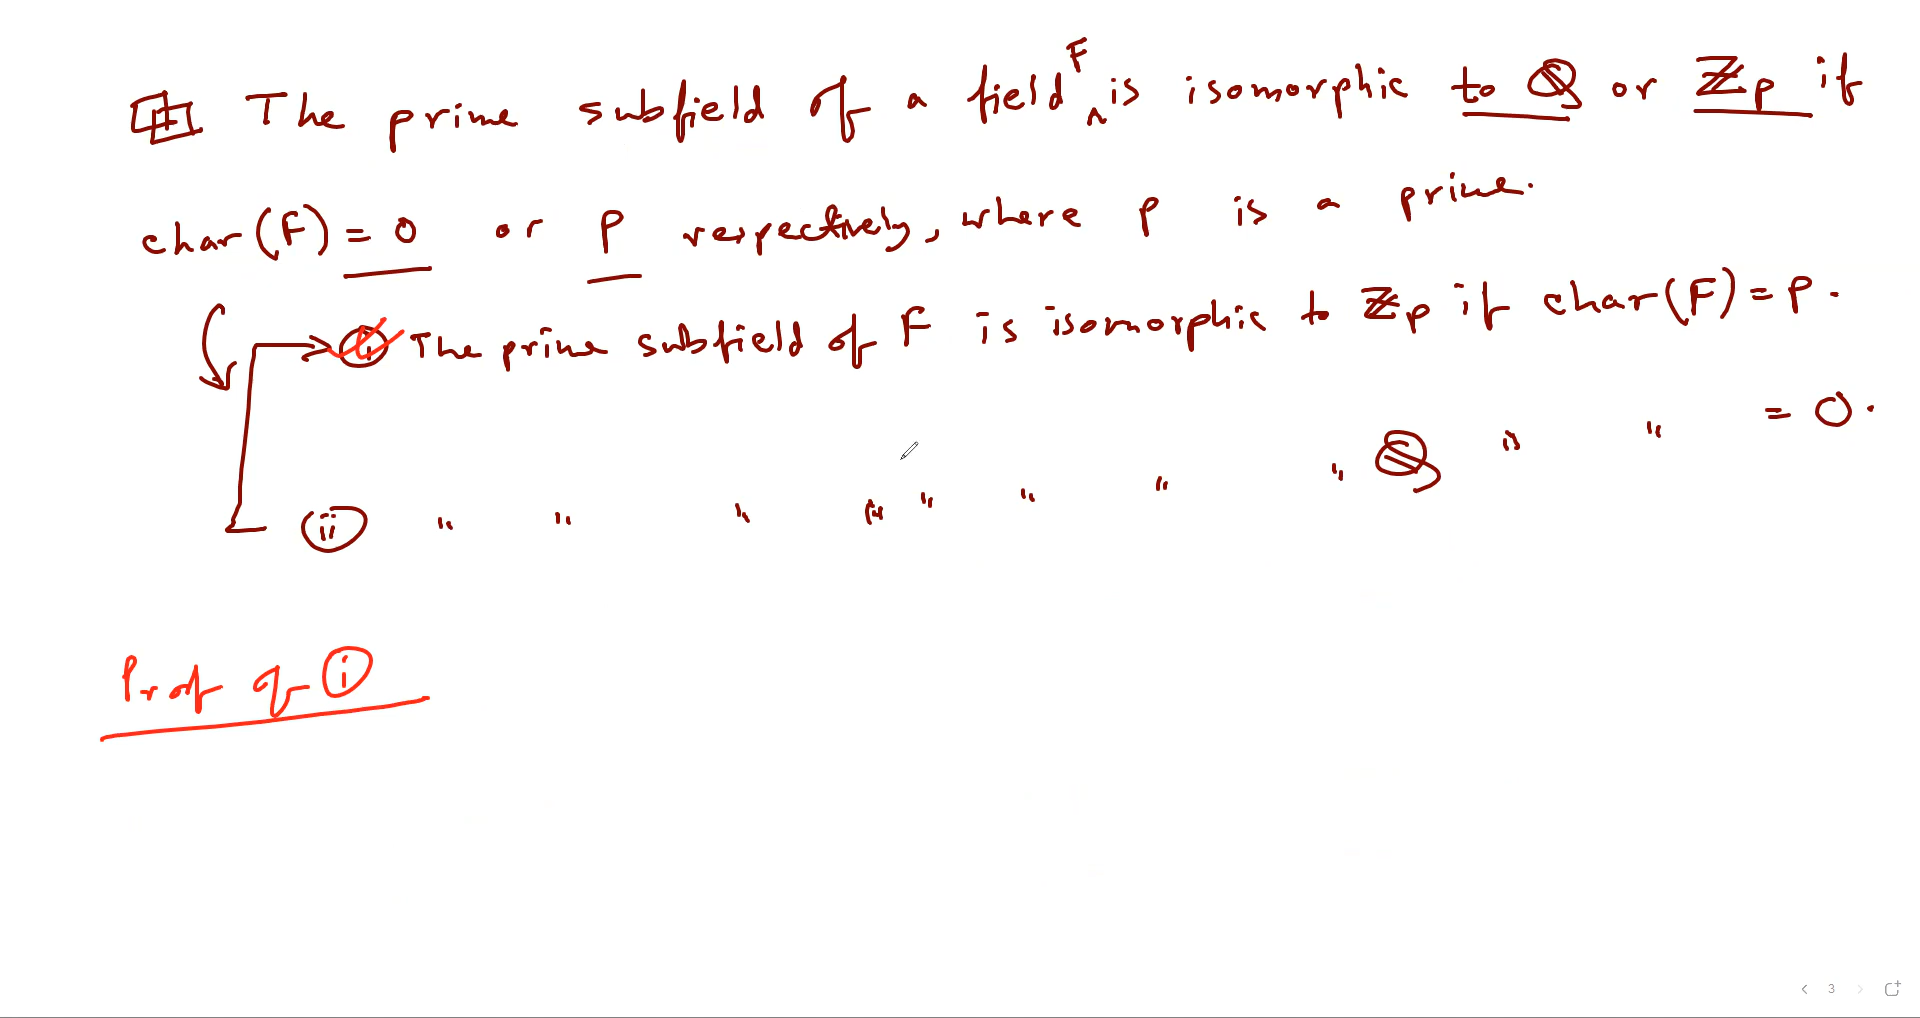 The prime subfield of a field F is isomorphic to ℚ or ℤp if
char(F) = 0 or p respectively, where p is a prime.
(i) The prime subfield of F is isomorphic to ℤp if char(F) = p.
(ii) " " " " " " " " ℚ " " = 0.
Proof of (i)
3